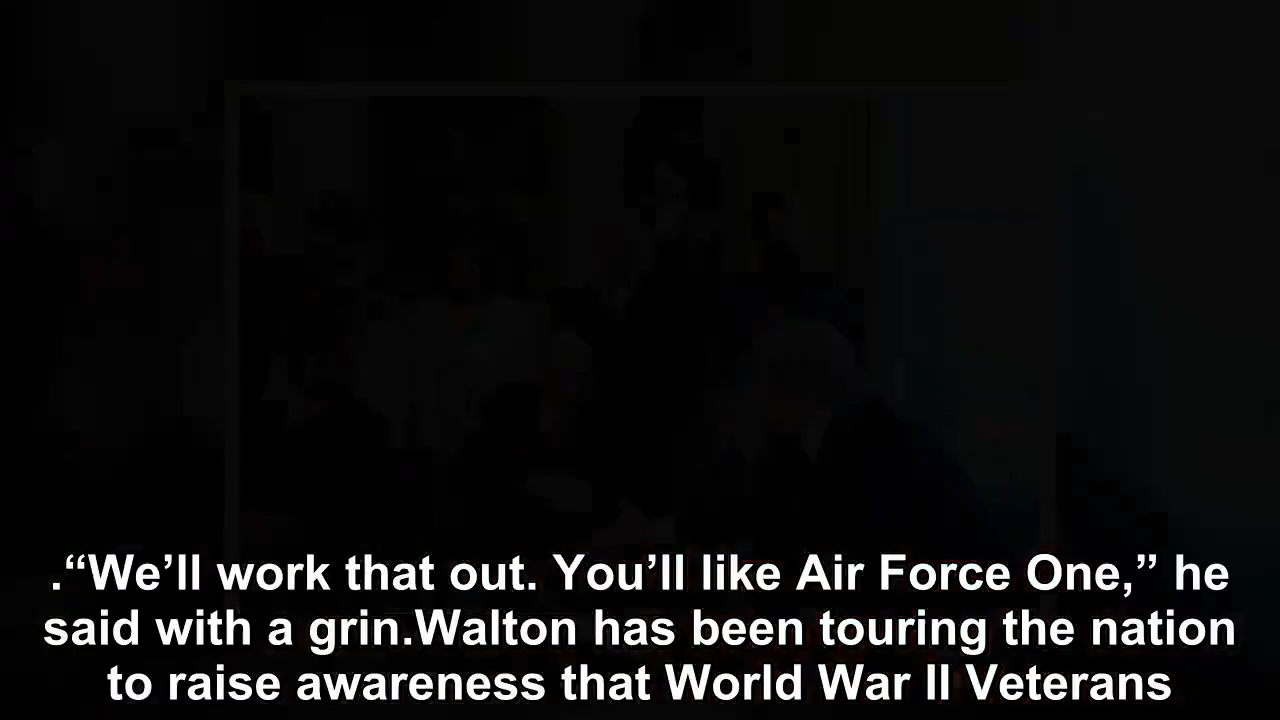 .“We’ll work that out. You’ll like Air Force One,” he
said with a grin.Walton has been touring the nation
to raise awareness that World War II Veterans